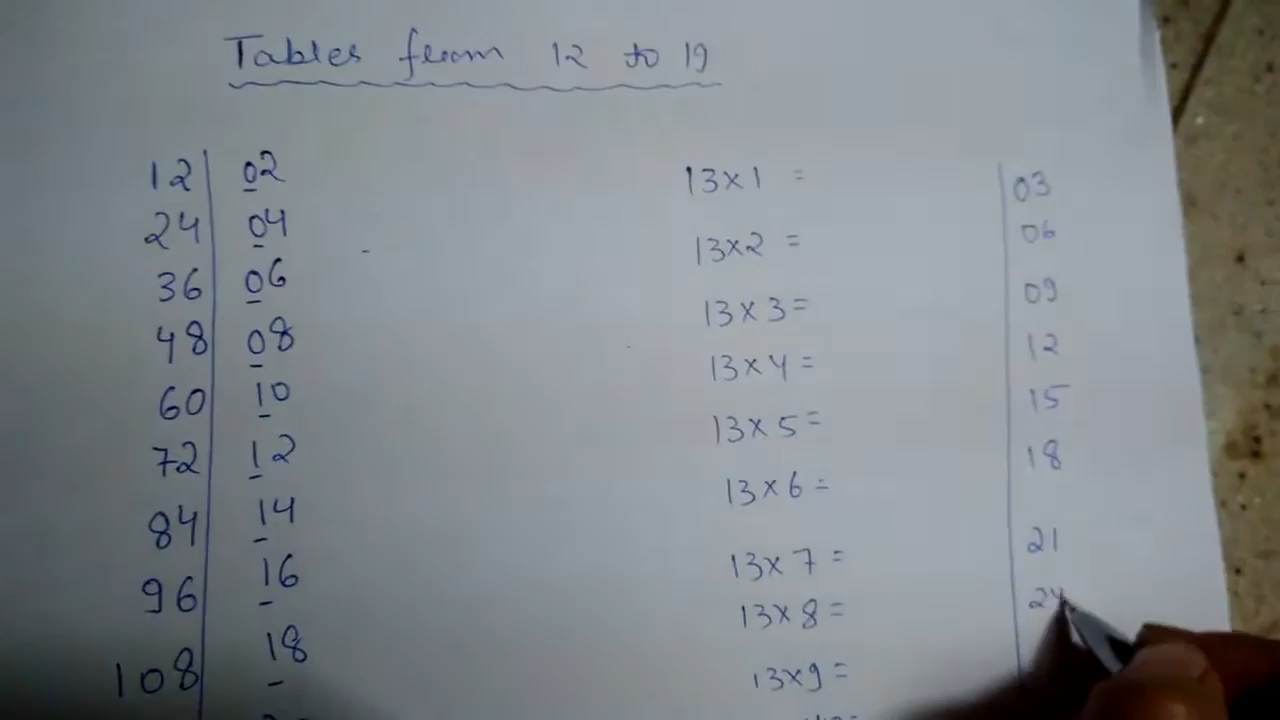 Tables from 12 to 19
12 | 02 13x1 = | 03
24 | 04 13x2 = | 06
36 | 06 13x3= | 09
48 | 08 13x4= | 12
60 | 10 13x5= | 15
72 | 12 13x6= | 18
84 | 14 13x7= | 21
96 | 16 13x8= | 24
108 | 18 13x9=